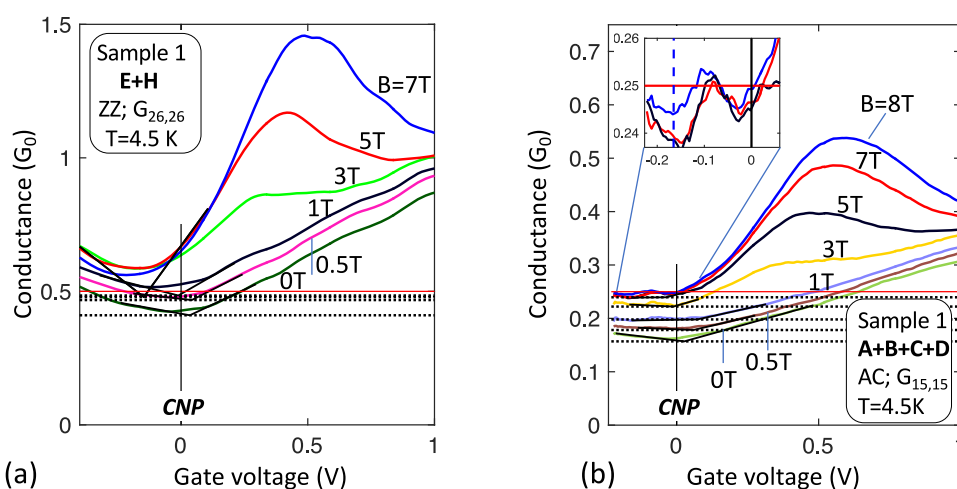 1.5
1
0.5
0
Conductance (G0)
Sample 1
E+H
ZZ; G26,26
T=4.5 K
B=7T
5T
3T
1T
0.5T
0T
CNP
0
0.5
1
(a)
Gate voltage (V)
0.7
0.6
0.5
0.4
0.3
0.2
0.1
0
Conductance (G0)
0.26
0.25
0.24
-0.2
-0.1
0
0.26
B=8T
7T
5T
3T
1T
0.5T
0T
Sample 1
A+B+C+D
AC; G15,15
T=4.5K
CNP
0
0.5
1
(b)
Gate voltage (V)